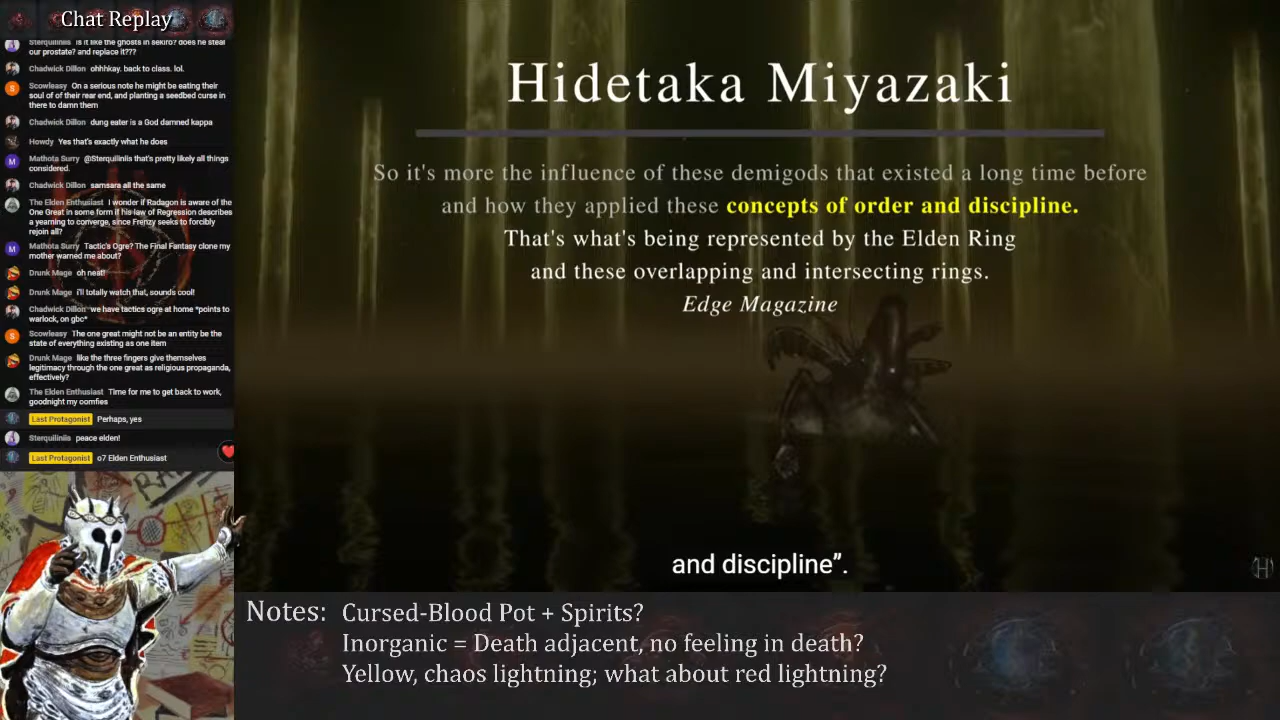 Chat Replay
Sterquiliniis Is it like the ghosts in sekiro? does he steal
our prostate? and replace it???
Chadwick Dillon ohhhkay. back to class. lol.
Scowleasy On a serious note he might be eating their
soul of of their rear end, and planting a seedbed curse in
there to damn them
Chadwick Dillon dung eater is a God damned kappa
Howdy Yes that's exactly what he does
Mathota Surry @Sterquiliniis that's pretty likely all things
considered.
Chadwick Dillon samsara all the same
The Elden Enthusiast I wonder if Radagon is aware of the
One Great in some form if his law of Regression describes
a yearning to converge, since Frenzy seeks to forcibly
rejoin all?
Mathota Surry Tactic's Ogre? The Final Fantasy clone my
mother warned me about?
Drunk Mage oh neat!
Drunk Mage i'll totally watch that, sounds cool!
Chadwick Dillon we have tactics ogre at home *points to
warlock, on gbc*
Scowleasy The one great might not be an entity be the
state of everything existing as one item
Drunk Mage like the three fingers give themselves
legitimacy through the one great as religious propaganda,
effectively?
The Elden Enthusiast Time for me to get back to work,
goodnight my comfies
Last Protagonist Perhaps, yes
Sterquiliniis peace elden!
Last Protagonist o7 Elden Enthusiast
Hidetaka Miyazaki
So it's more the influence of these demigods that existed a long time before
and how they applied these concepts of order and discipline.
That's what's being represented by the Elden Ring
and these overlapping and intersecting rings.
Edge Magazine
and discipline”.
Notes: Cursed-Blood Pot + Spirits?
Inorganic = Death adjacent, no feeling in death?
Yellow, chaos lightning; what about red lightning?